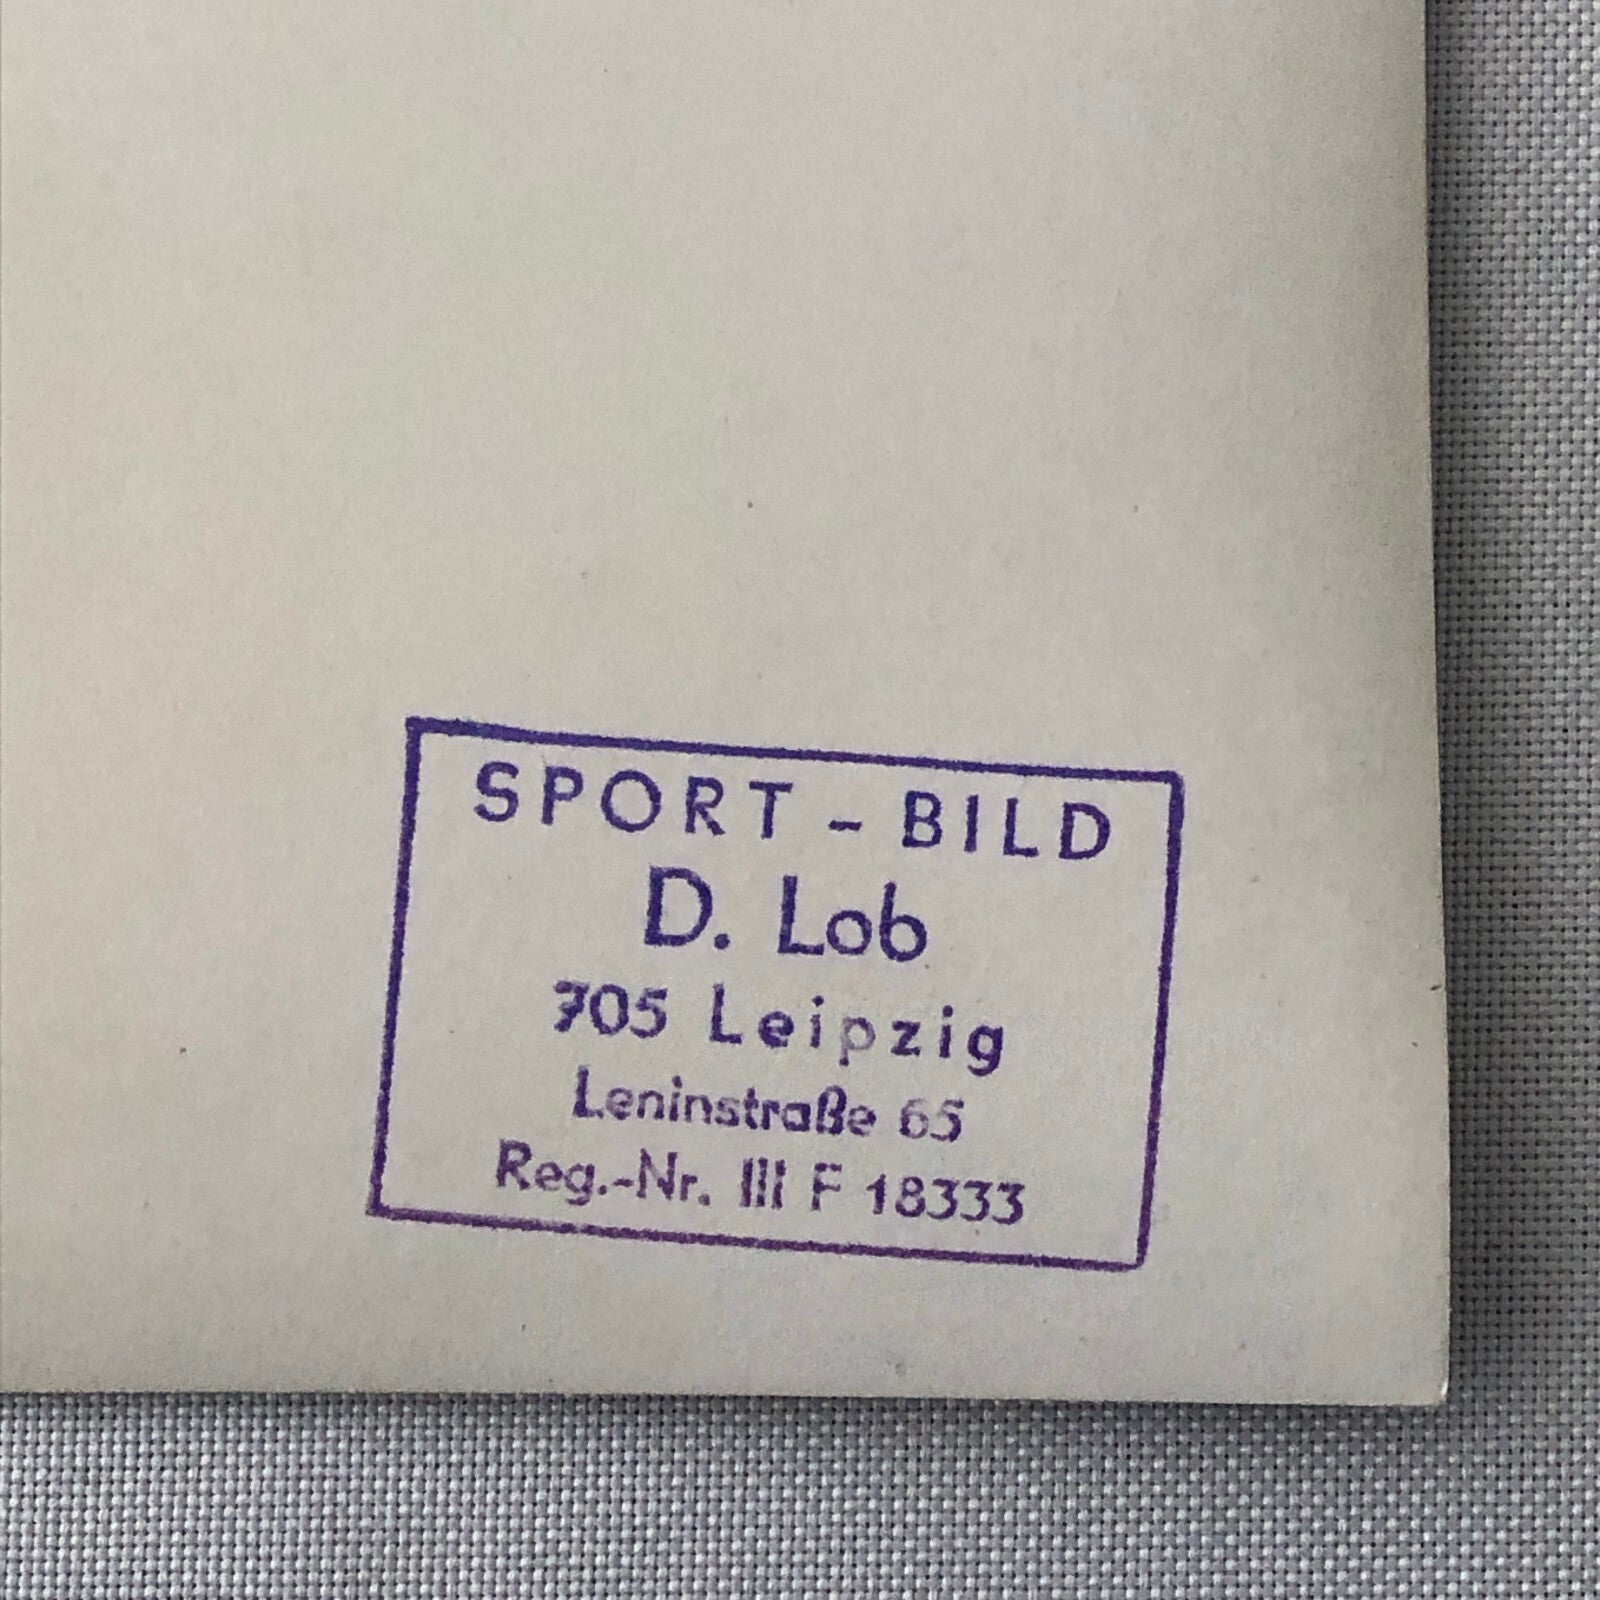 SPORT - BILD
D. Lob
705 Leipzig
Leninstraße 65
Reg.-Nr. III F 18333